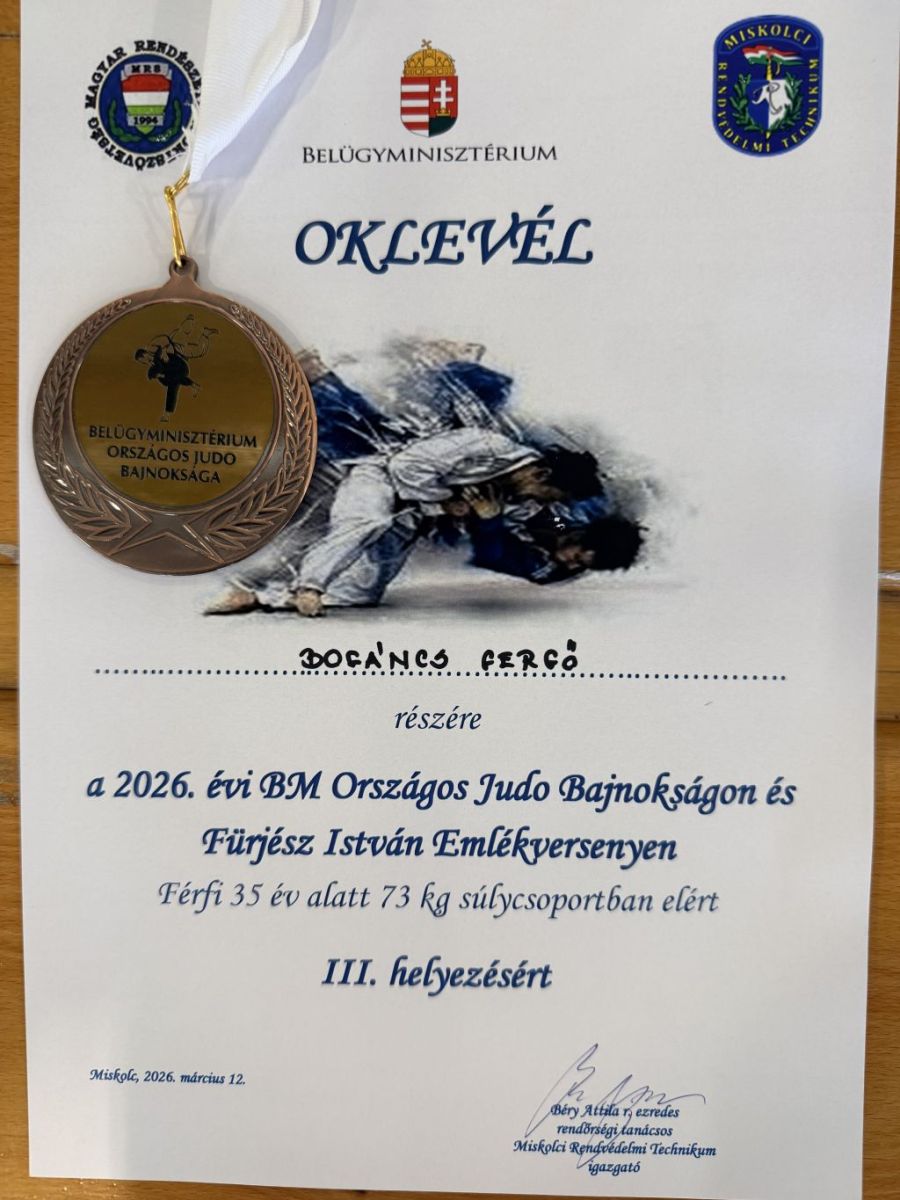 MAGYAR RENDÉSZETI
MRS
1994
BELÜGYMINISZTÉRIUM
MISKOLCI
RENDVÉDELMI TECHNIKUM
OKLEVÉL
BELÜGYMINISZTÉRIUM
ORSZÁGOS JUDO
BAJNOKSÁGA
BOGÁNCS GERGŐ
részére
a 2026. évi BM Országos Judo Bajnokságon és
Fürjész István Emlékversenyen
Férfi 35 év alatt 73 kg súlycsoportban elért
III. helyezésért
Miskolc, 2026. március 12.
Béry Attila r. ezredes
rendőrségi tanácsos
Miskolci Rendvédelmi Technikum
igazgató